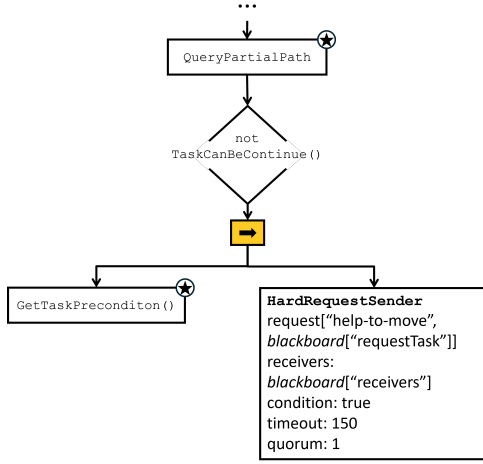 ...
QueryPartialPath
not
TaskCanBeContinue()
GetTaskPreconditon()
HardRequestSender
request[“help-to-move”,
blackboard[“requestTask”]]
receivers:
blackboard[“receivers”]
condition: true
timeout: 150
quorum: 1